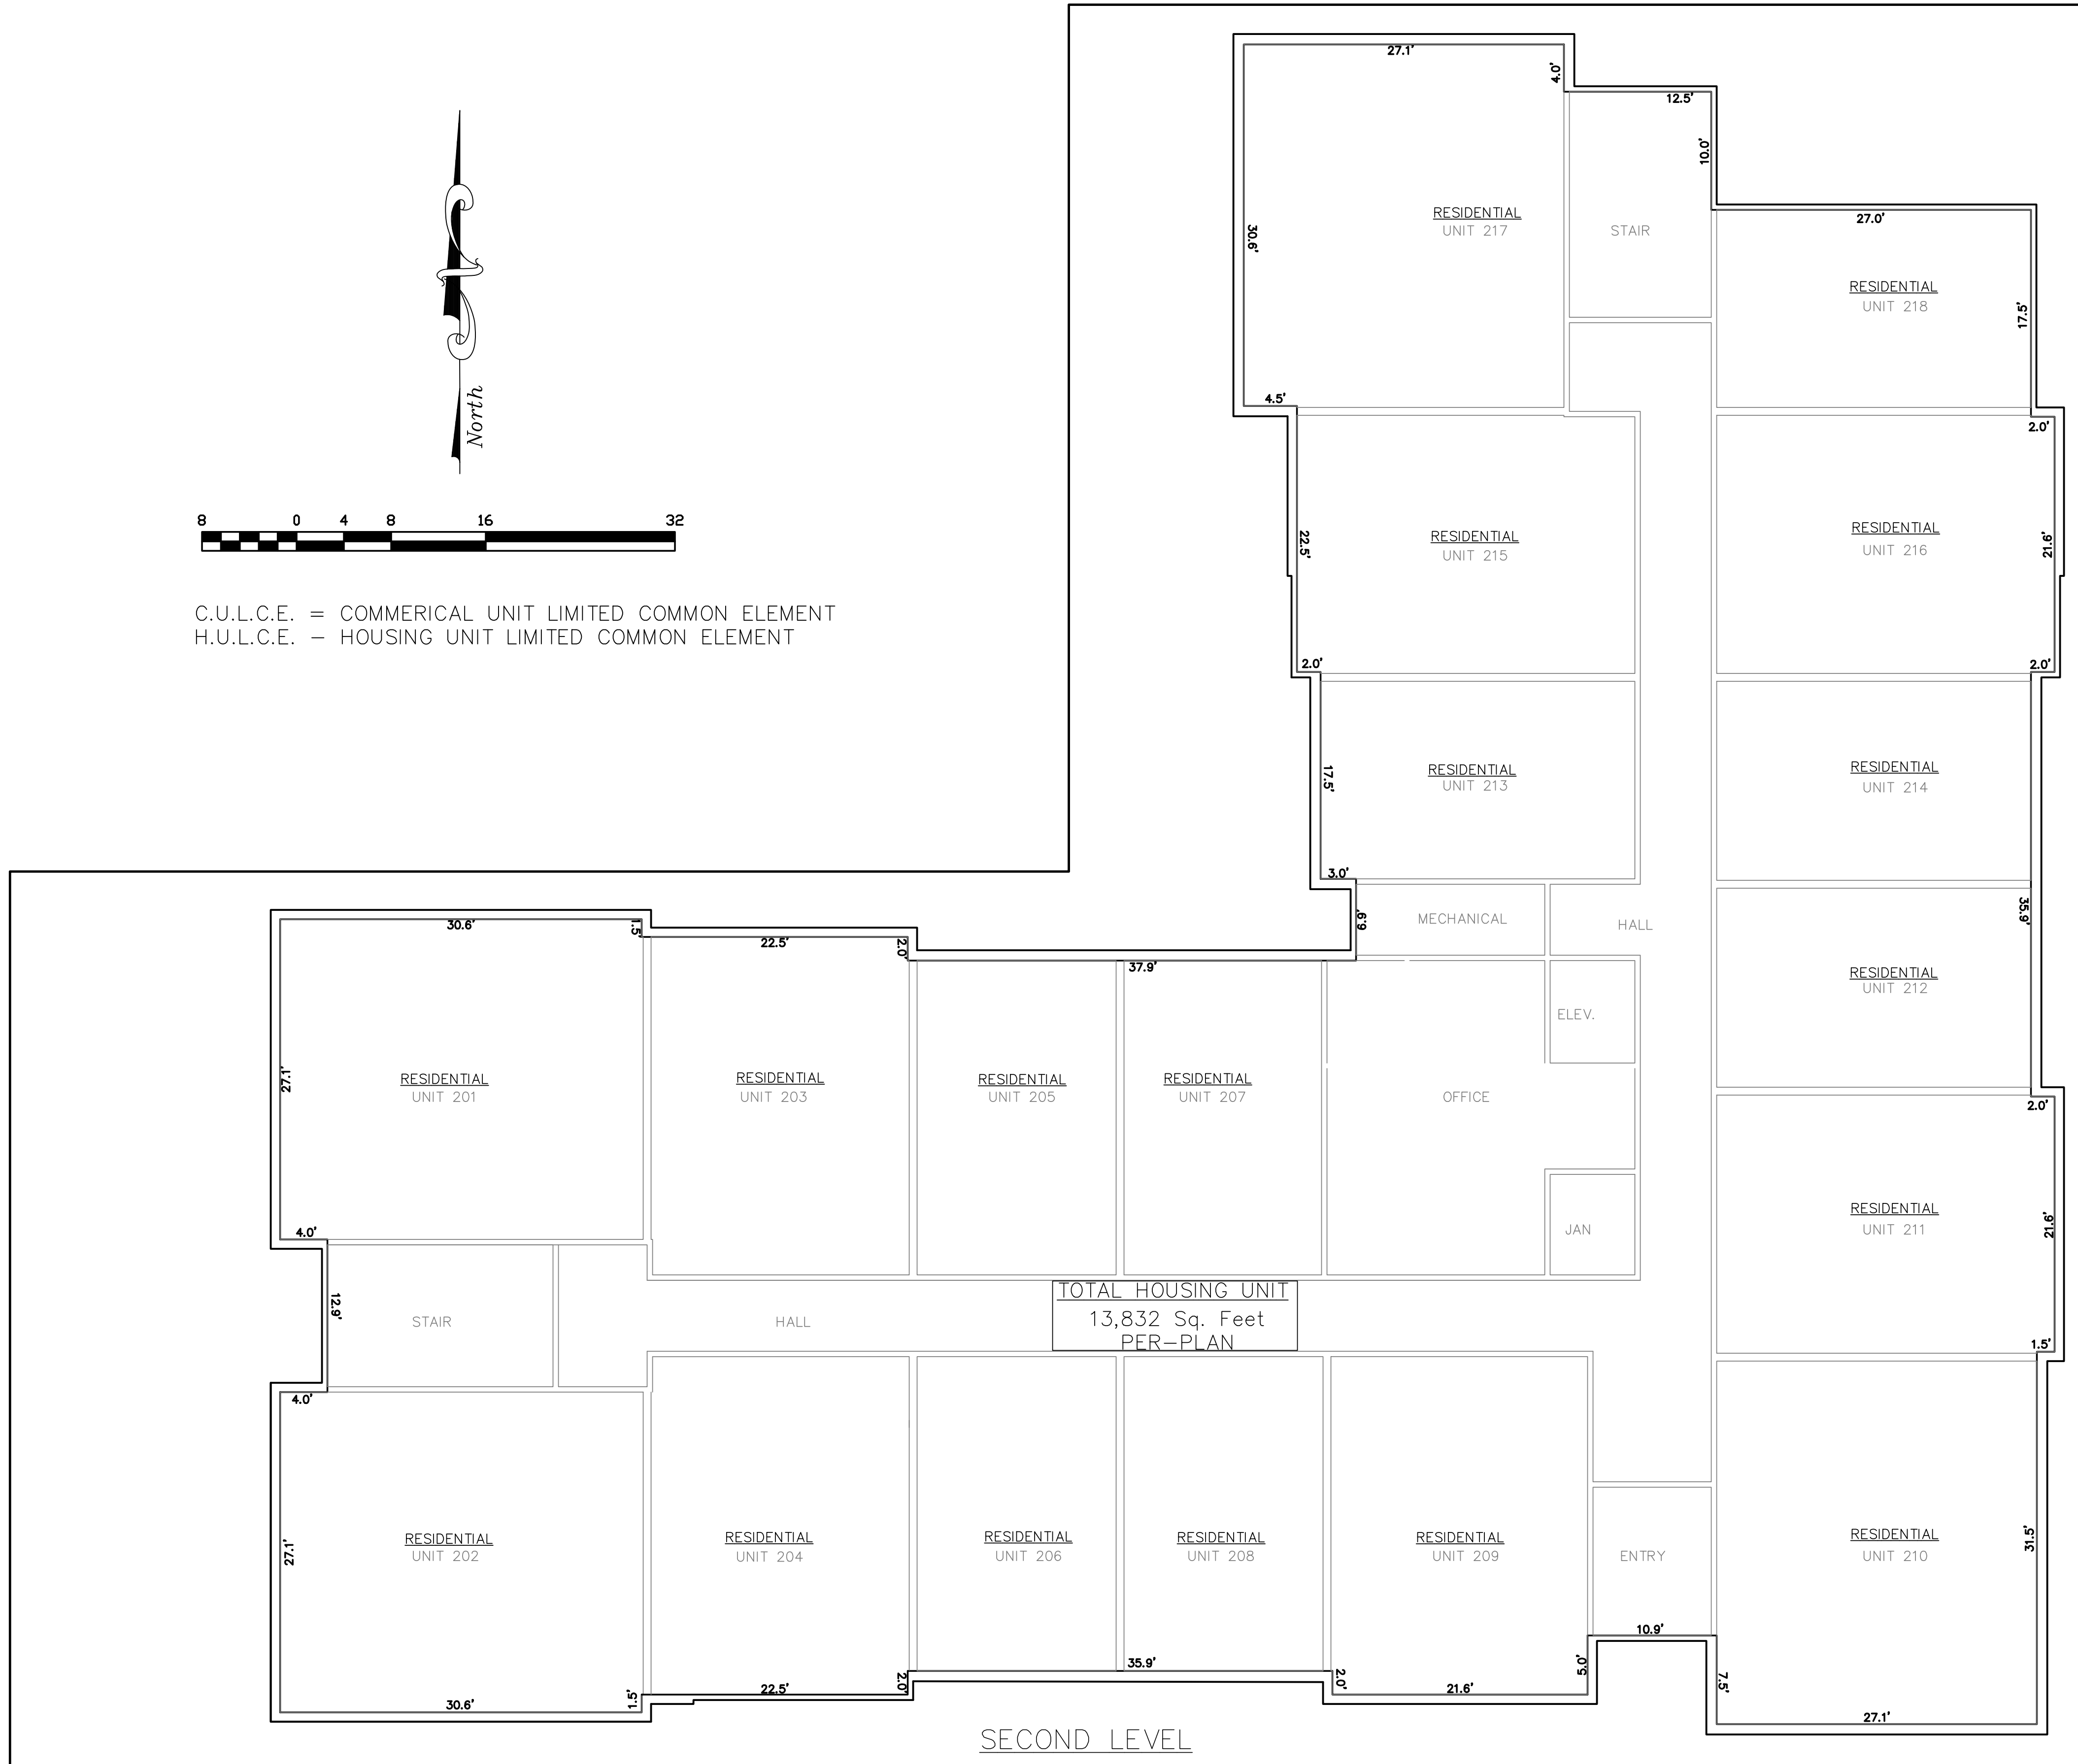 27.1'
4.0'
12.5'
10.0'
27.0'
RESIDENTIAL
UNIT 217
STAIR
30.6'
RESIDENTIAL
UNIT 218
17.5'
4.5'
2.0'
North
8 0 4 8 16 32
RESIDENTIAL
UNIT 215
22.5'
RESIDENTIAL
UNIT 216
21.6'
C.U.L.C.E. = COMMERICAL UNIT LIMITED COMMON ELEMENT
H.U.L.C.E. - HOUSING UNIT LIMITED COMMON ELEMENT
2.0'
2.0'
RESIDENTIAL
UNIT 213
17.5'
RESIDENTIAL
UNIT 214
3.0'
6.9'
MECHANICAL
HALL
35.9'
30.6'
1.5'
22.5'
2.0'
37.9'
RESIDENTIAL
UNIT 212
ELEV.
27.1'
RESIDENTIAL
UNIT 201
RESIDENTIAL
UNIT 203
RESIDENTIAL
UNIT 205
RESIDENTIAL
UNIT 207
OFFICE
2.0'
RESIDENTIAL
UNIT 211
21.6'
4.0'
JAN
12.9'
STAIR
HALL
TOTAL HOUSING UNIT
13,832 Sq. Feet
PER-PLAN
1.5'
4.0'
27.1'
RESIDENTIAL
UNIT 202
RESIDENTIAL
UNIT 204
RESIDENTIAL
UNIT 206
RESIDENTIAL
UNIT 208
RESIDENTIAL
UNIT 209
ENTRY
RESIDENTIAL
UNIT 210
31.5'
10.9'
30.6'
1.5'
22.5'
2.0'
35.9'
2.0'
21.6'
5.0'
7.5'
27.1'
SECOND LEVEL